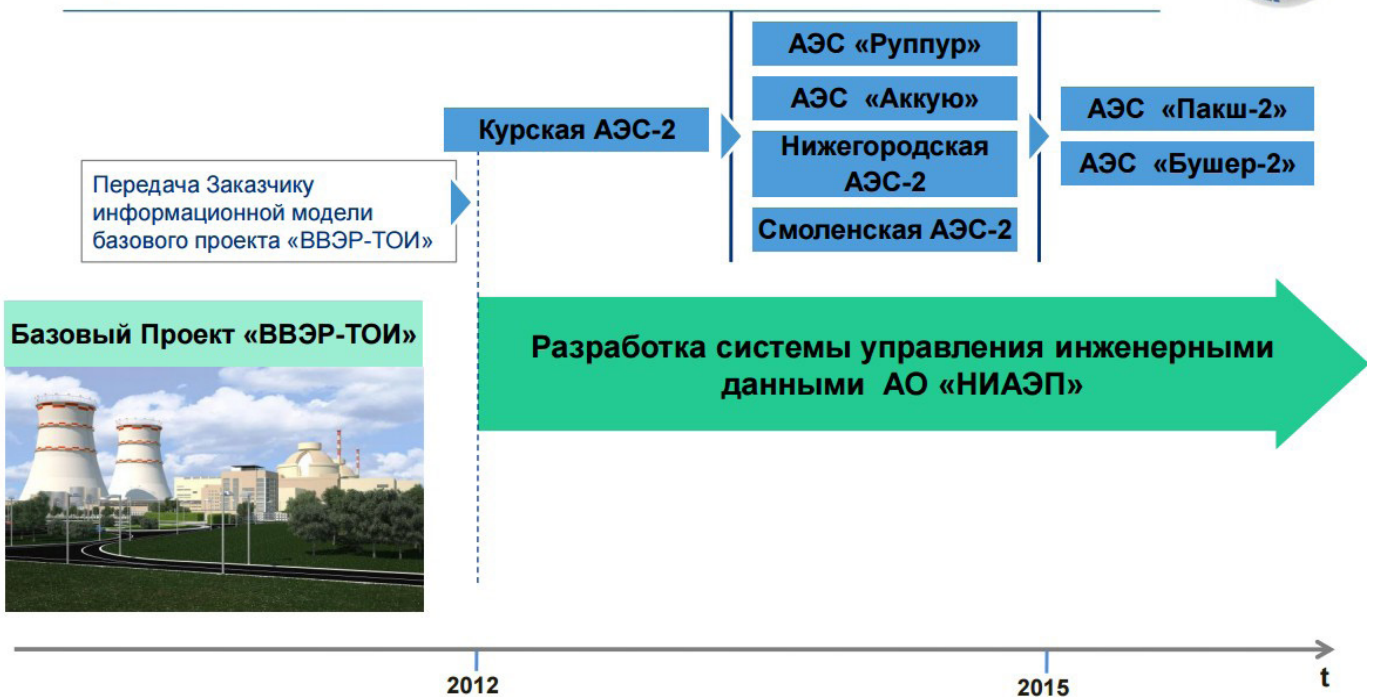 АЭС «Руппур»
АЭС «Аккую»
Нижегородская
АЭС-2
Смоленская АЭС-2
Курская АЭС-2
АЭС «Пакш-2»
АЭС «Бушер-2»
Передача Заказчику
информационной модели
базового проекта «ВВЭР-ТОИ»
Базовый Проект «ВВЭР-ТОИ»
Разработка системы управления инженерными
данными АО «НИАЭП»
2012
2015
t